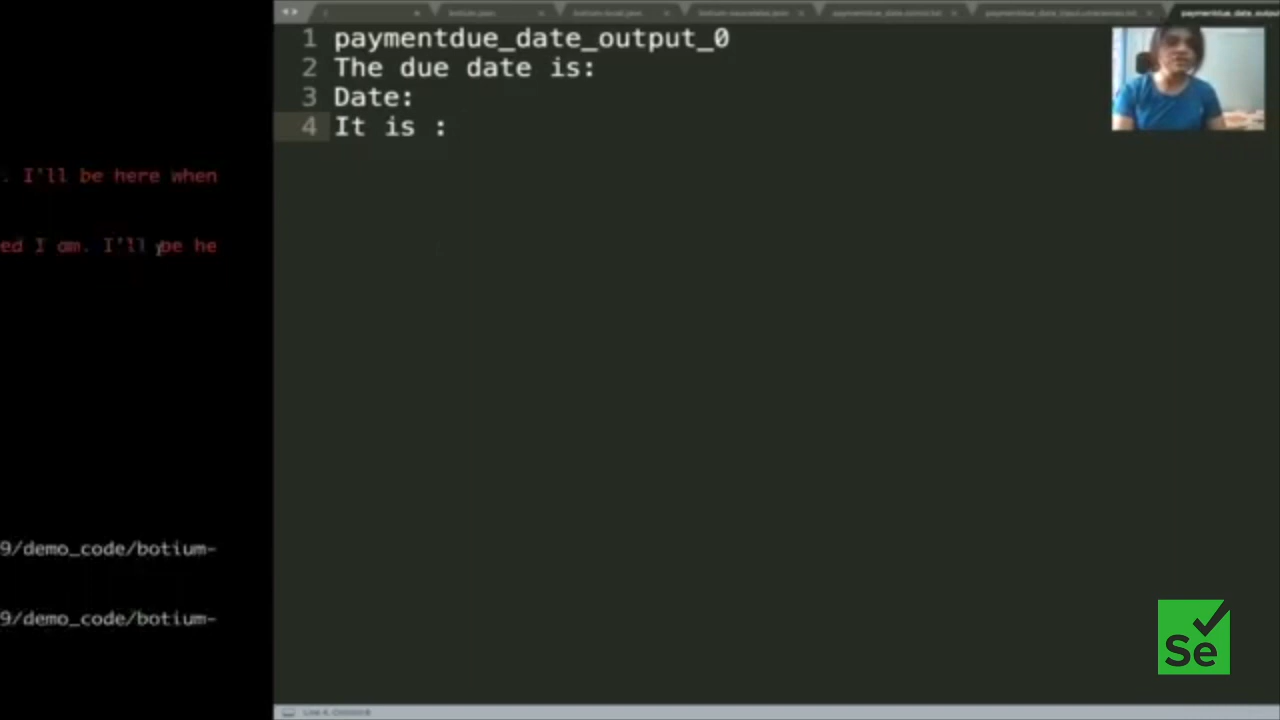 . I'll be here when
ed I am. I'll be he
9/demo_code/botium-
9/demo_code/botium-
1 paymentdue_date_output_0
2 The due date is:
3 Date:
4 It is :
Se